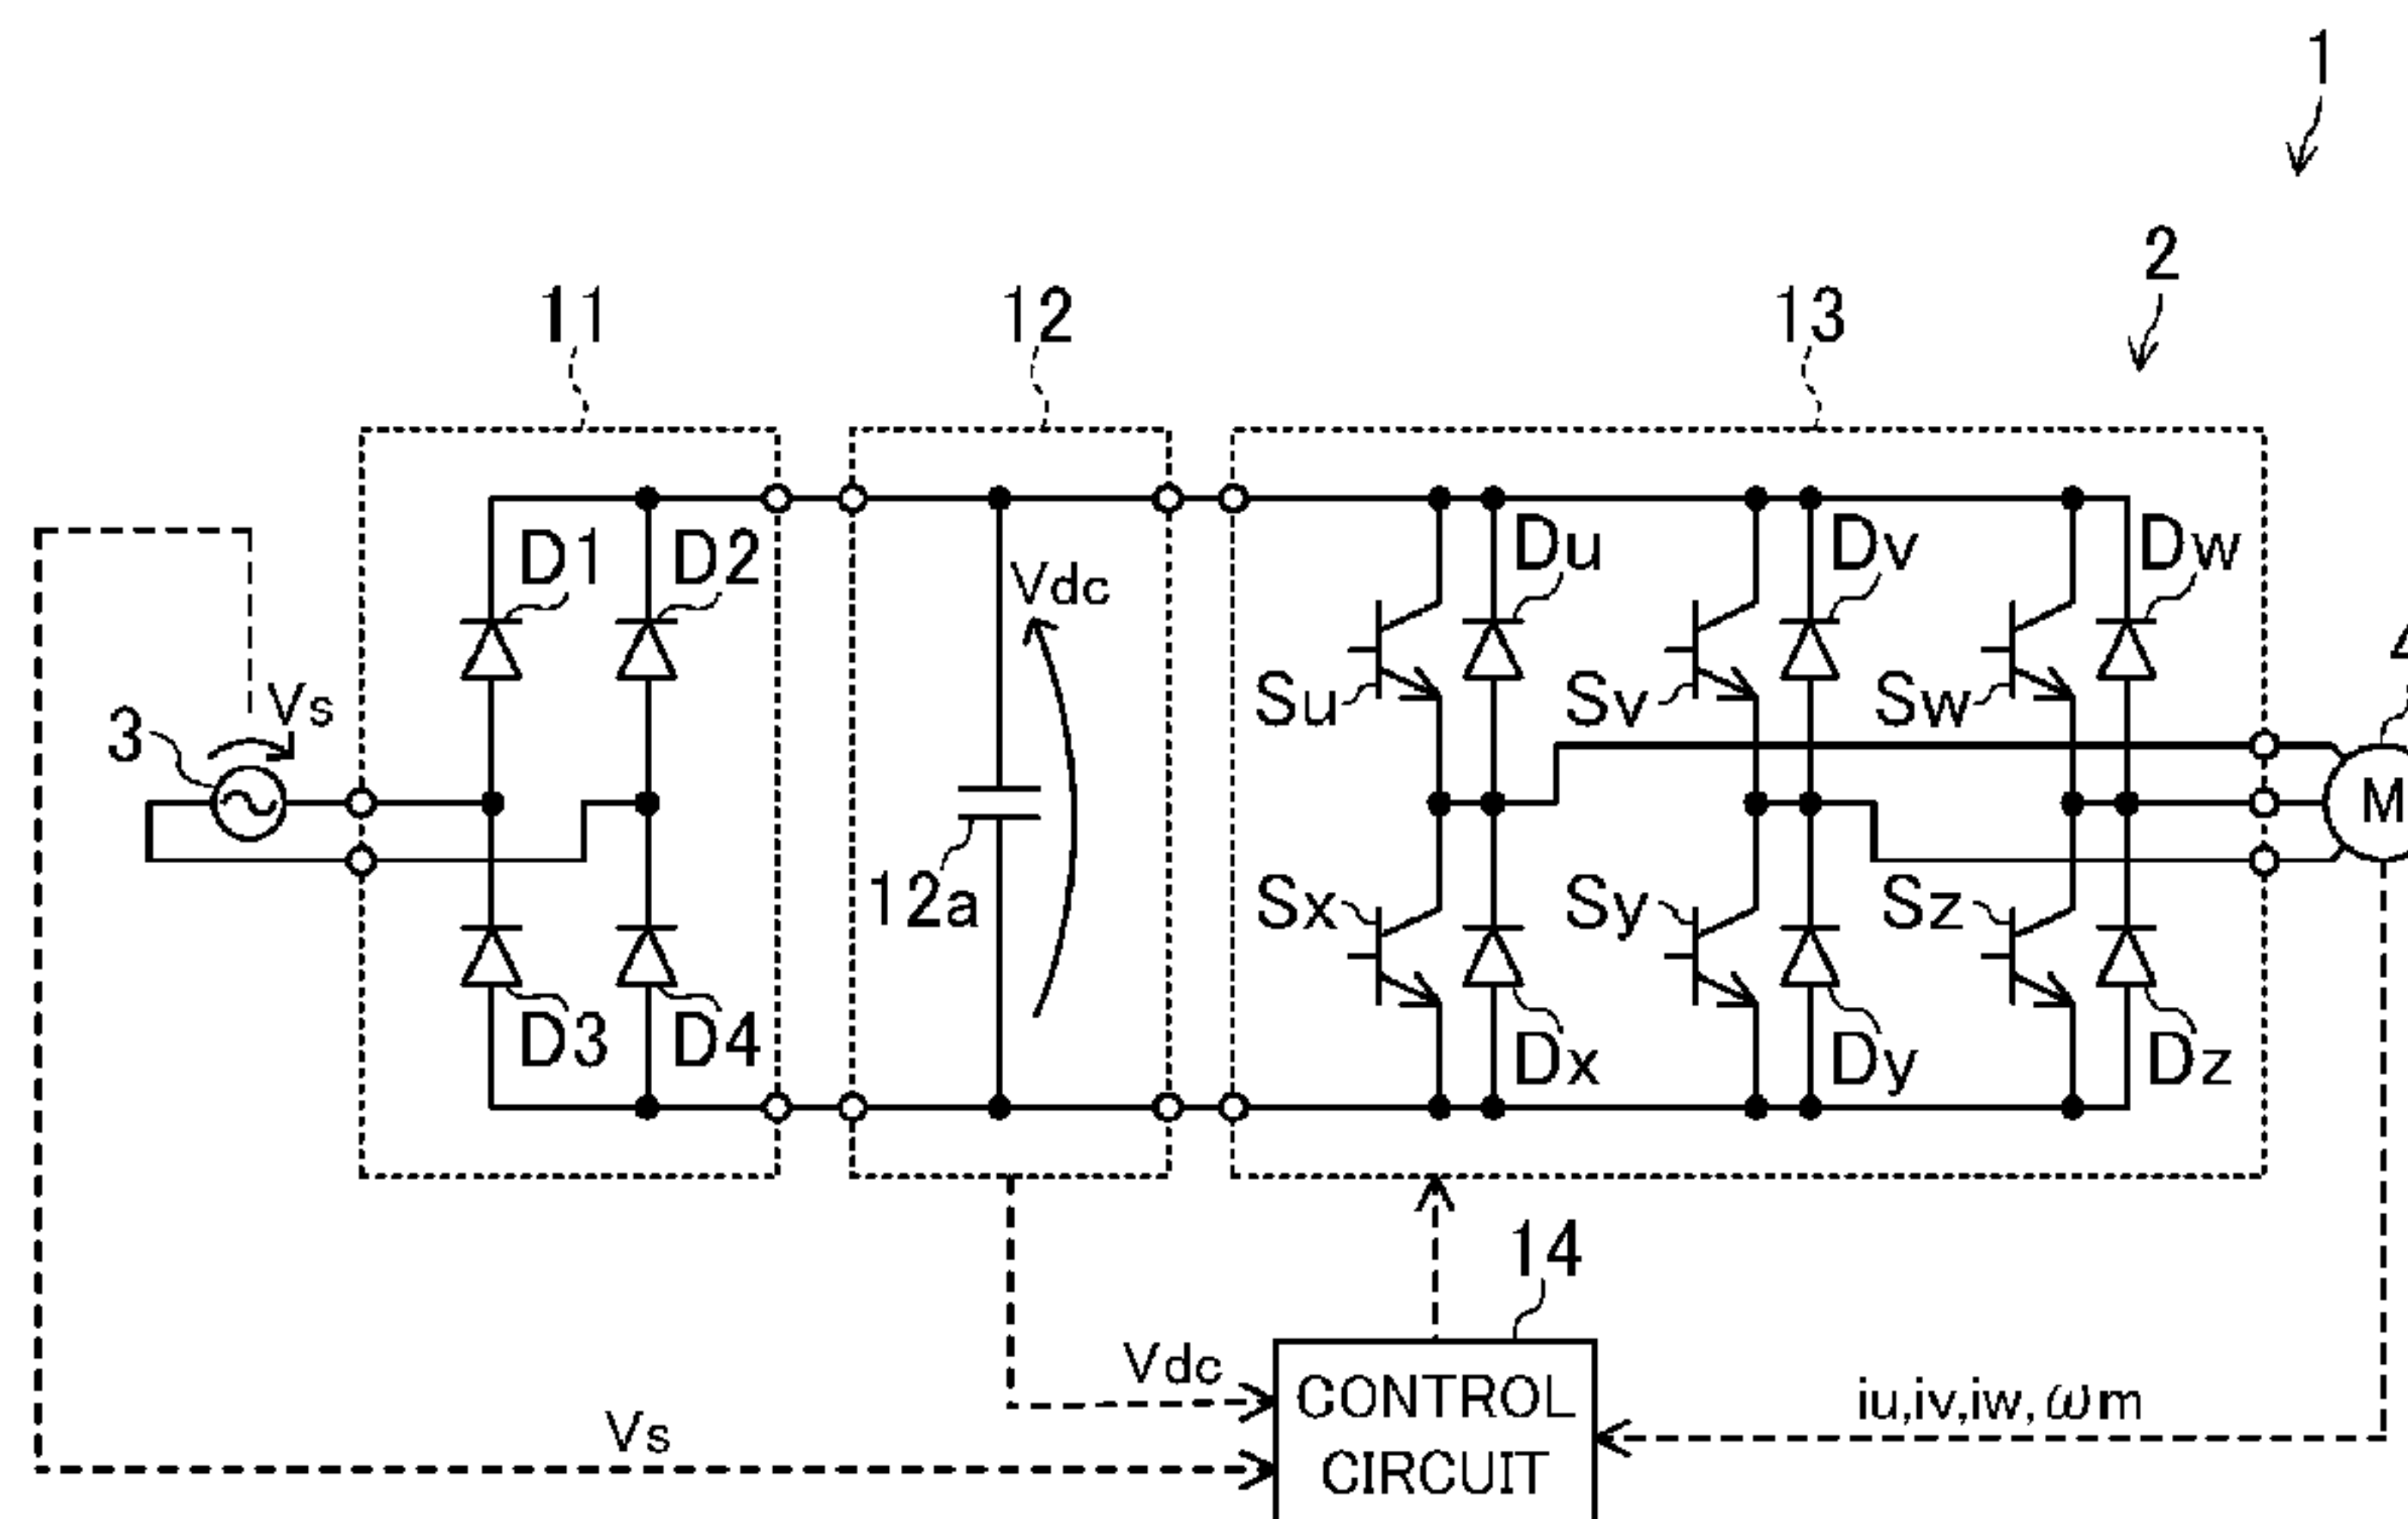 1
2
11
12
13
D1
D2
Vdc
Du
Dv
Dw
Vs
3
Su
Sv
Sw
M
12a
Sx
Sy
Sz
D3
D4
Dx
Dy
Dz
14
Vdc
CONTROL
CIRCUIT
iu,iv,iw,ωm
Vs